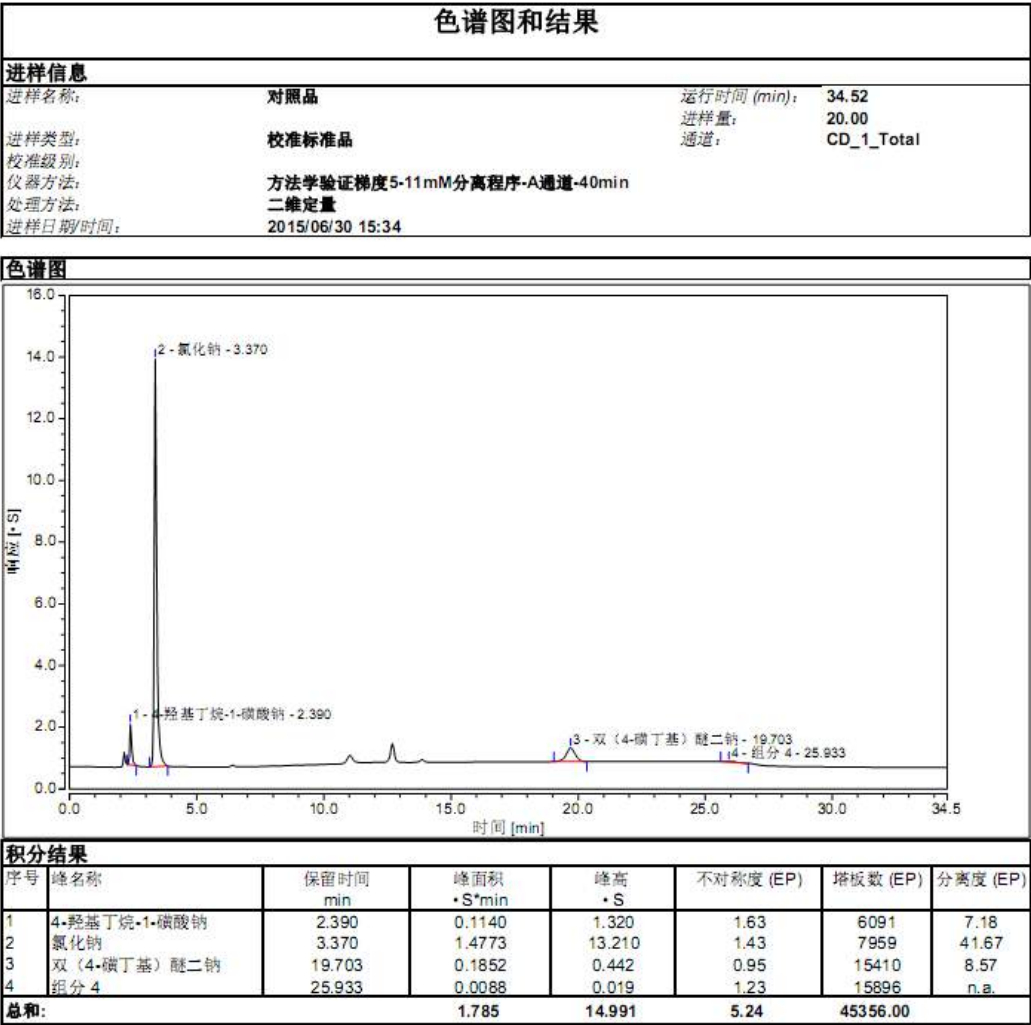 色谱图和结果
进样信息
进样名称: 对照品 运行时间 (min): 34.52
进样量: 20.00
进样类型: 校准标准品 通道: CD_1_Total
校准级别:
仪器方法: 方法学验证梯度5-11mM分离程序-A通道-40min
处理方法: 二维定量
进样日期/时间: 2015/06/30 15:34
色谱图
16.0
2 - 氯化钠 - 3.370
14.0
12.0
10.0
响应 [•S]
8.0
6.0
4.0
1 - 4-羟基丁烷-1-磺酸钠 - 2.390
2.0
3 - 双（4-磺丁基）醚二钠 - 19.703
4 - 组分 4 - 25.933
0.0
0.0 5.0 10.0 15.0 20.0 25.0 30.0 34.5
时间 [min]
积分结果
序号 峰名称 保留时间 峰面积 峰高 不对称度 (EP) 塔板数 (EP) 分离度 (EP)
min •S*min •S
1 4-羟基丁烷-1-磺酸钠 2.390 0.1140 1.320 1.63 6091 7.18
2 氯化钠 3.370 1.4773 13.210 1.43 7959 41.67
3 双（4-磺丁基）醚二钠 19.703 0.1852 0.442 0.95 15410 8.57
4 组分 4 25.933 0.0088 0.019 1.23 15896 n.a.
总和: 1.785 14.991 5.24 45356.00